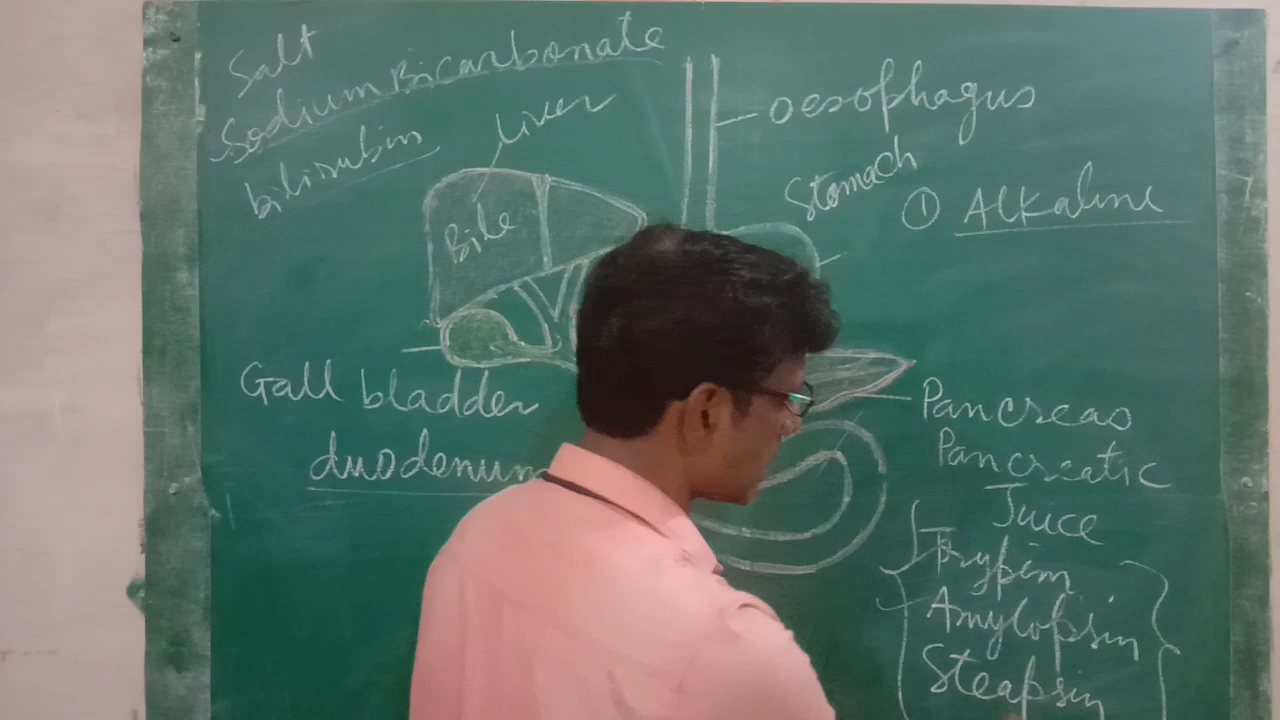 Salt
Sodium Bicarbonate
bilirubin
liver
Bile
oesophagus
Stomach
① Alkaline
Gall bladder
duodenum
Pancreas
Pancreatic
Juice
Trypsin
Amylopsin
Steapsin